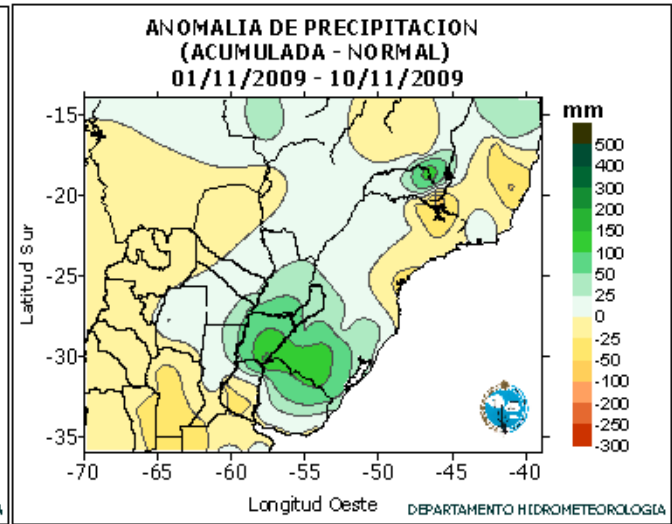 ANOMALIA DE PRECIPITACION
(ACUMULADA - NORMAL)
01/11/2009 - 10/11/2009
mm
500
400
300
200
150
100
50
25
0
-25
-50
-100
-200
-250
-300
Latitud Sur
-15
-20
-25
-30
-35
-70 -65 -60 -55 -50 -45 -40
Longitud Oeste
DEPARTAMENTO HIDROMETEOROLOGIA